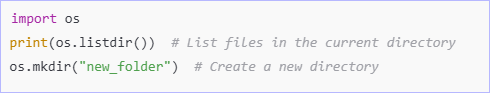 import os
print(os.listdir())  # List files in the current directory
os.mkdir("new_folder")  # Create a new directory